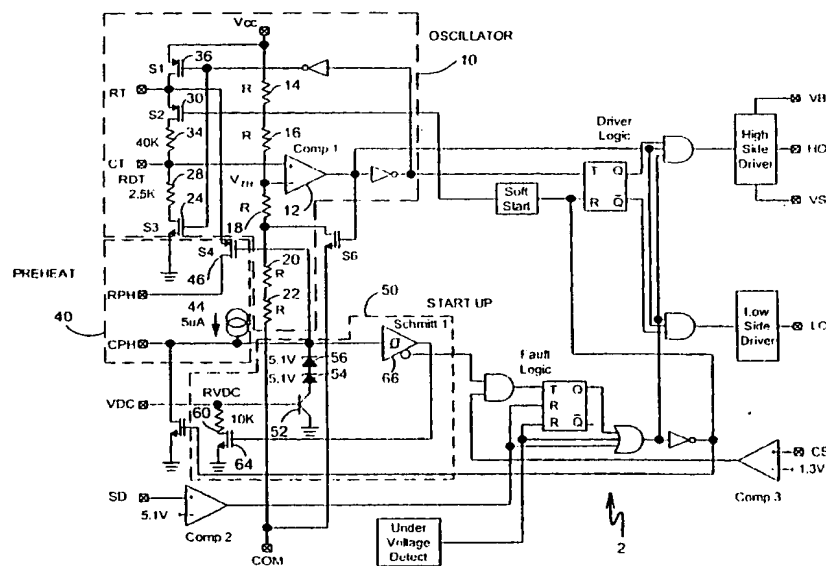 VCC
OSCILLATOR
S1
36
10
RT
R
14
30
S2
34
R
16
40K
Driver
Logic
VB
High
Side
Driver
HO
VS
CT
Comp 1
RDT
28
2.5K
VTH
12
T Q
R Q
Soft
Start
24
S3
R
18
S6
PREHEAT
S4
20
R
46
22
R
50
START UP
RPH
40
44
5uA
Schmitt 1
Low
Side
Driver
CPH
5.1V
56
5.1V
54
66
Fault
Logic
VDC
RVDC
60
10K
52
T Q
R
R Q
64
CS
1.3V
Comp 3
SD
5.1V
Comp 2
COM
Under
Voltage
Detect
2